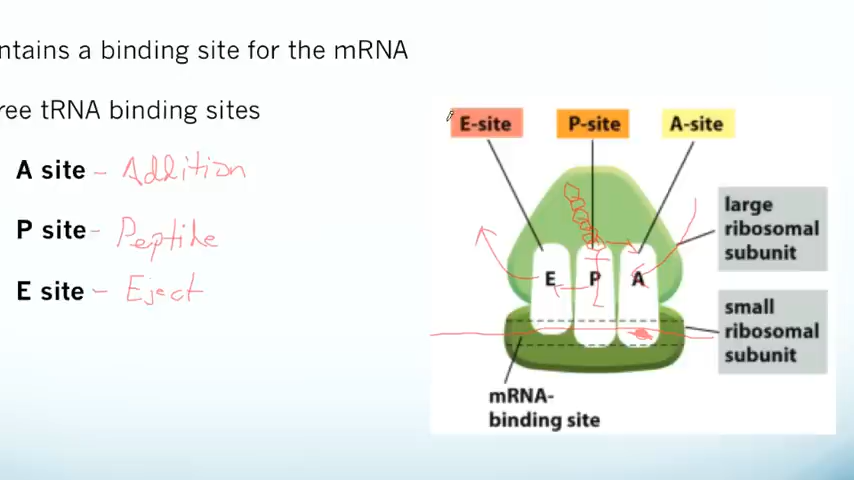 ntains a binding site for the mRNA
ree tRNA binding sites
A site – Addition
P site – Peptide
E site – Eject
E-site
P-site
A-site
E
P
A
large
ribosomal
subunit
small
ribosomal
subunit
mRNA-
binding site